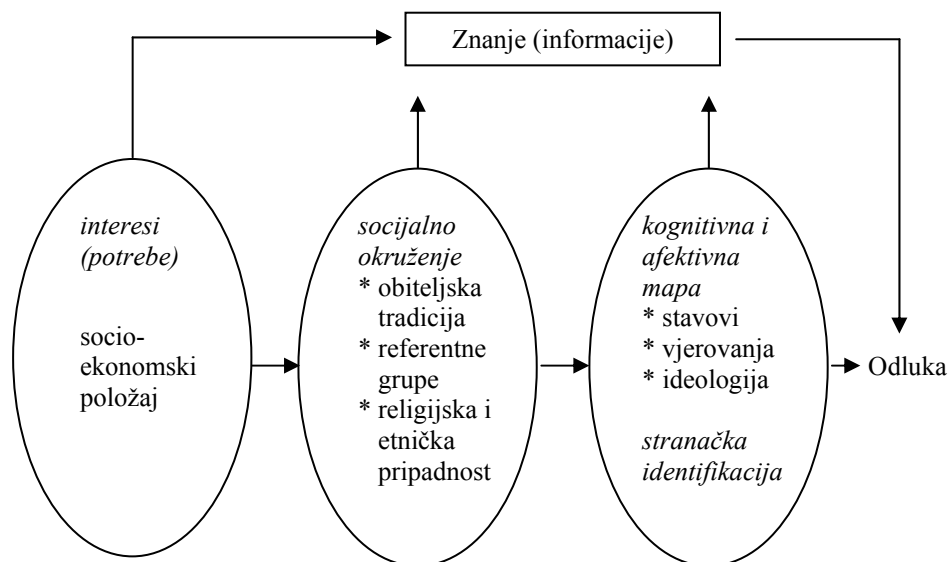 Znanje (informacije)
interesi
(potrebe)
socio-
ekonomski
položaj
socijalno
okruženje
* obiteljska
tradicija
* referentne
grupe
* religijska i
etnička
pripadnost
kognitivna i
afektivna
mapa
* stavovi
* vjerovanja
* ideologija
stranačka
identifikacija
Odluka